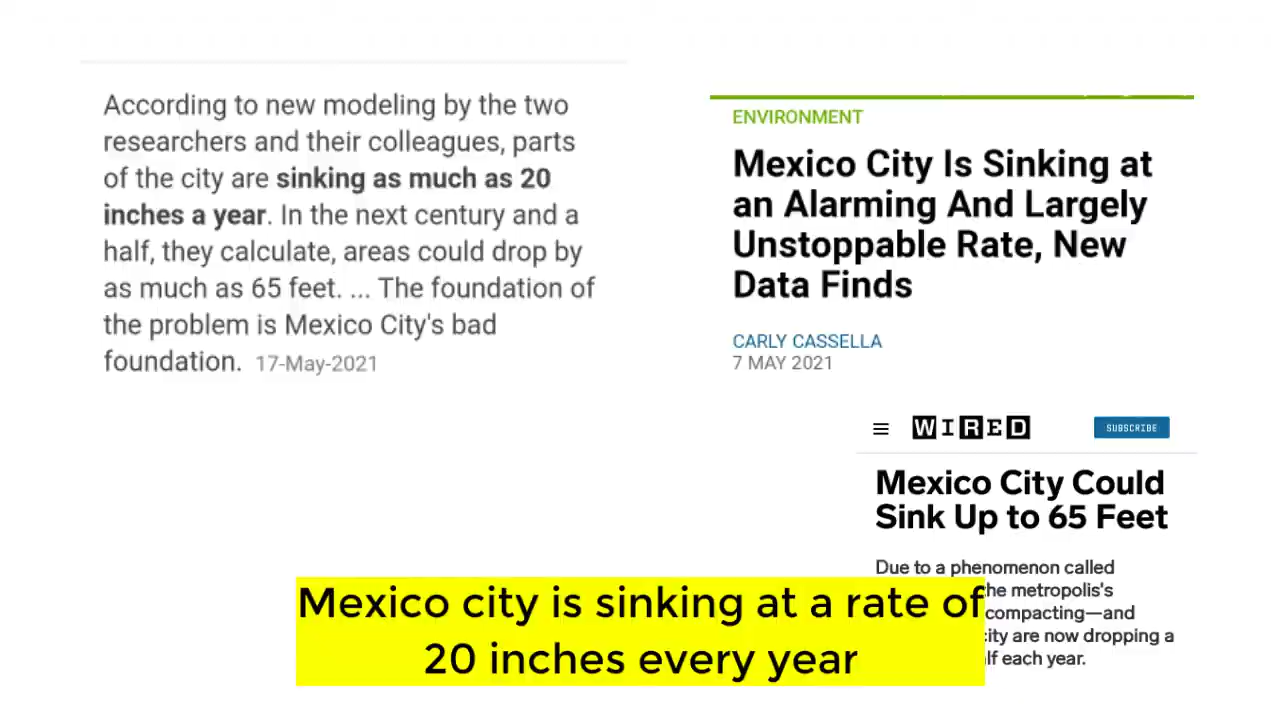 According to new modeling by the two
researchers and their colleagues, parts
of the city are sinking as much as 20
inches a year. In the next century and a
half, they calculate, areas could drop by
as much as 65 feet. ... The foundation of
the problem is Mexico City's bad
foundation. 17-May-2021
ENVIRONMENT
Mexico City Is Sinking at
an Alarming And Largely
Unstoppable Rate, New
Data Finds
CARLY CASSELLA
7 MAY 2021
WIRED
SUBSCRIBE
Mexico City Could
Sink Up to 65 Feet
Due to a phenomenon called
the metropolis's
compacting—and
city are now dropping a
each year.
Mexico city is sinking at a rate of
20 inches every year